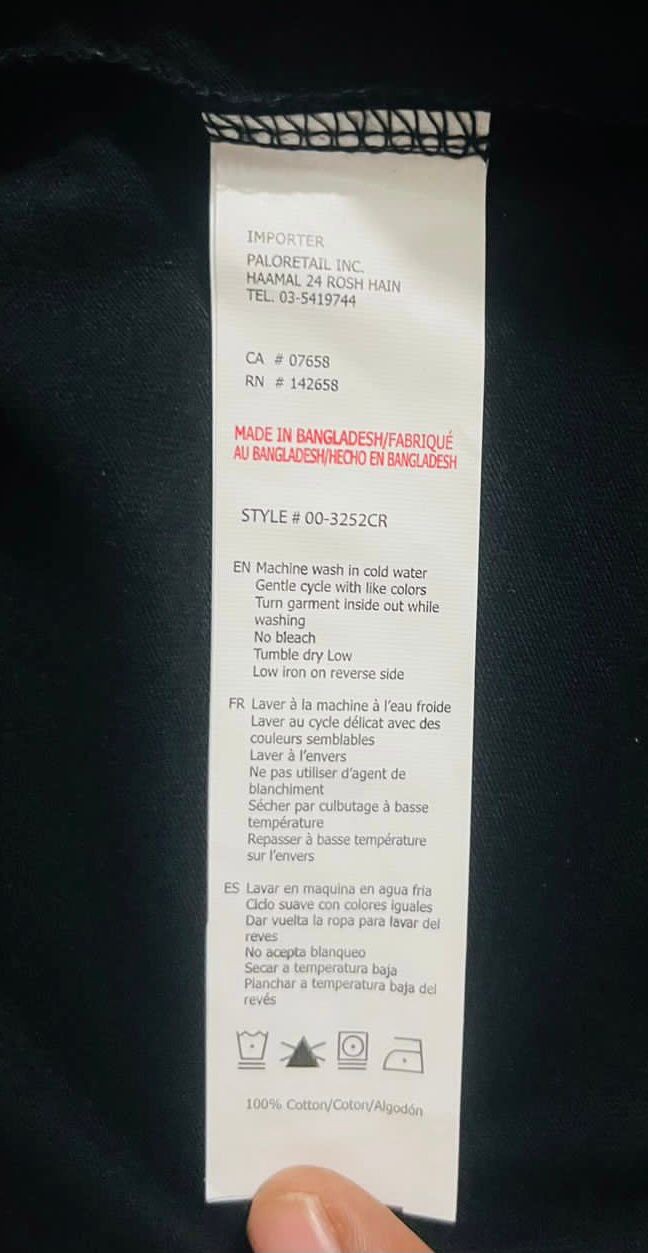 IMPORTER
PALORETAIL INC.
HAAMAL 24 ROSH HAIN
TEL. 03-5419744
CA # 07658
RN # 142658
MADE IN BANGLADESH/FABRIQUÉ
AU BANGLADESH/HECHO EN BANGLADESH
STYLE # 00-3252CR
EN Machine wash in cold water
Gentle cycle with like colors
Turn garment inside out while
washing
No bleach
Tumble dry Low
Low iron on reverse side
FR Laver à la machine à l'eau froide
Laver au cycle délicat avec des
couleurs semblables
Laver à l'envers
Ne pas utiliser d'agent de
blanchiment
Sécher par culbutage à basse
température
Repasser à basse température
sur l'envers
ES Lavar en maquina en agua fria
Ciclo suave con colores iguales
Dar vuelta la ropa para lavar del
reves
No acepta blanqueo
Secar a temperatura baja
Planchar a temperatura baja del
revés
100% Cotton/Coton/Algodón